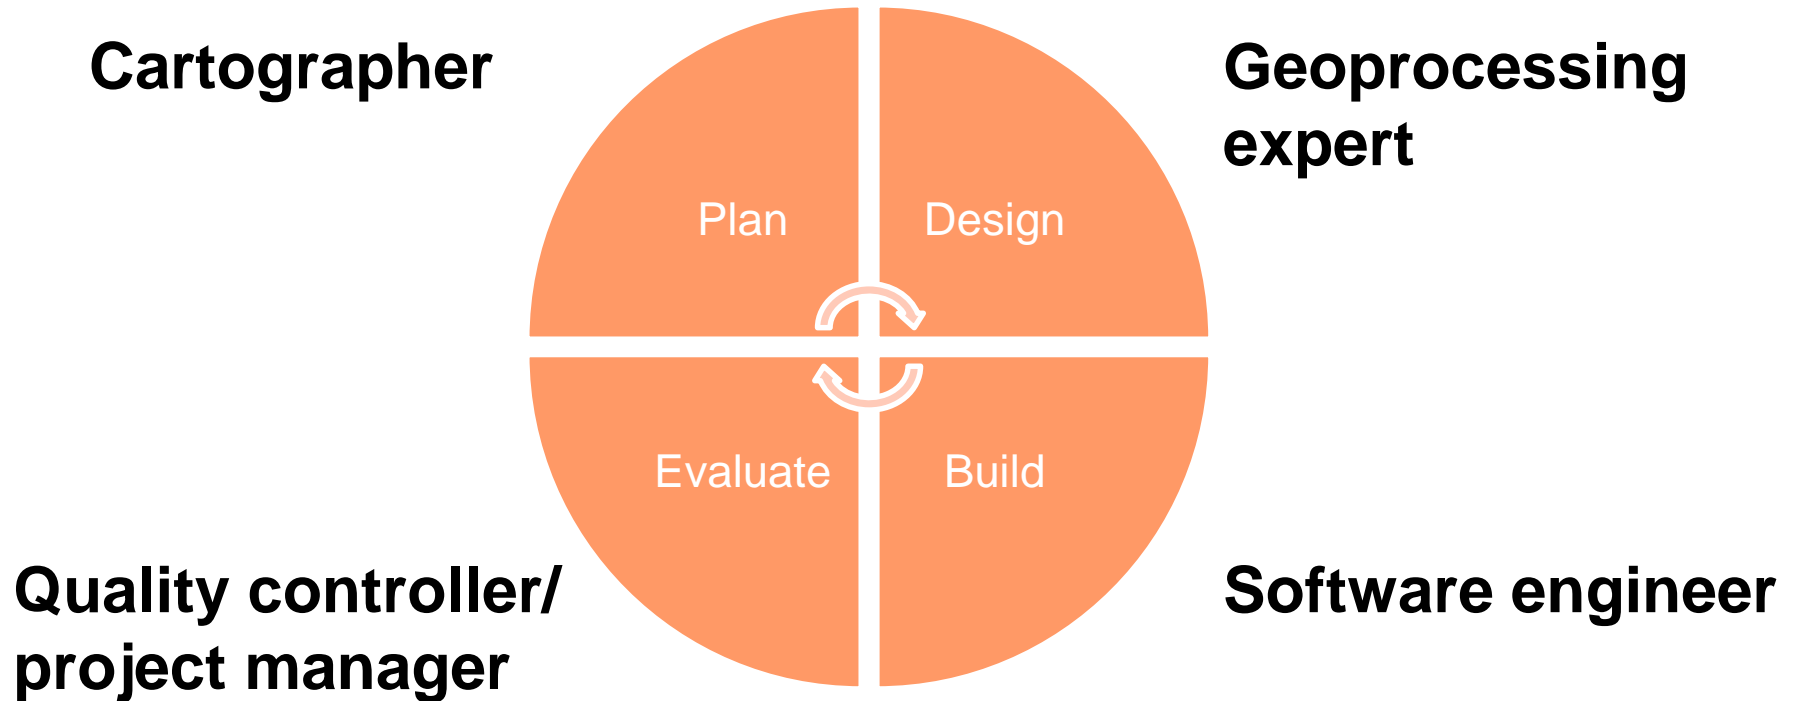 Cartographer
Geoprocessing
expert
Plan
Design
Evaluate
Build
Quality controller/
project manager
Software engineer